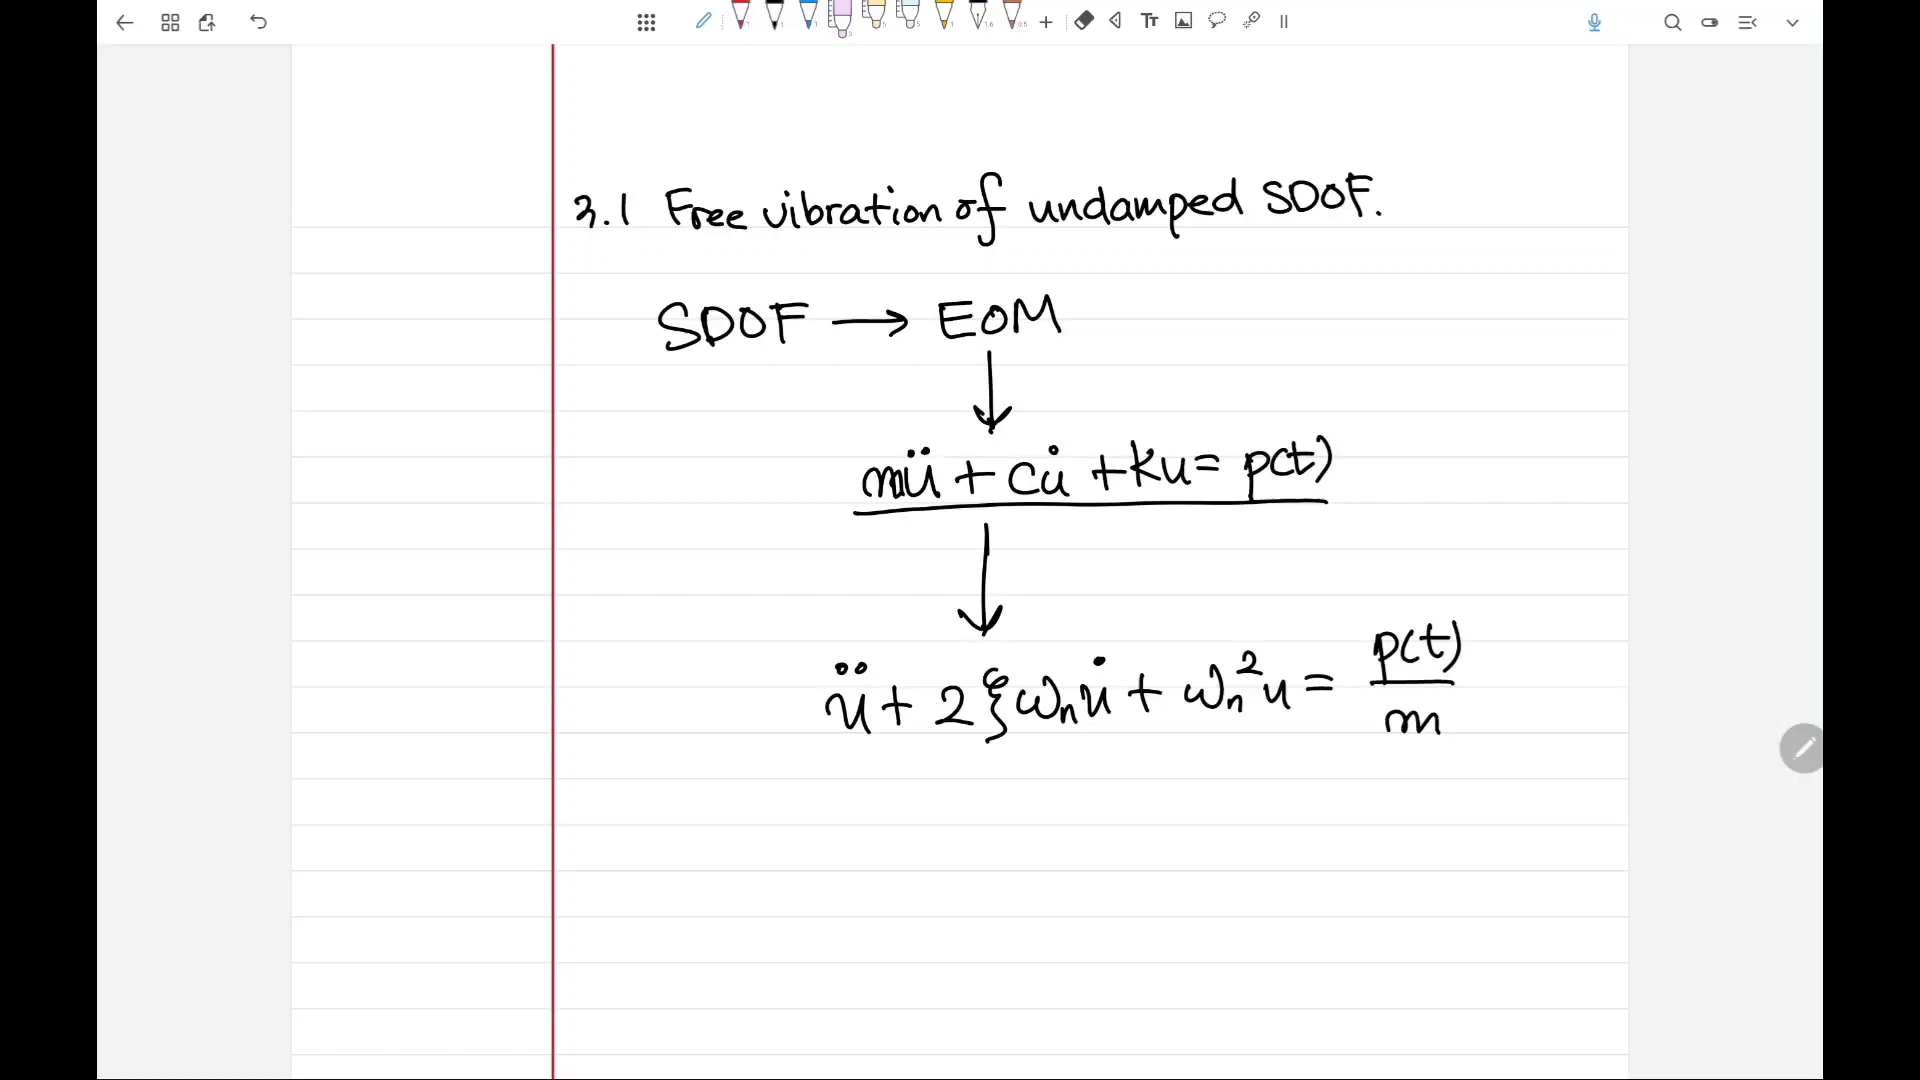 3.1 Free vibration of undamped SDOF.
SDOF → EOM
mü + cu̇ + ku = p(t)
ü + 2ξωₙu̇ + ωₙ²u = p(t)/m